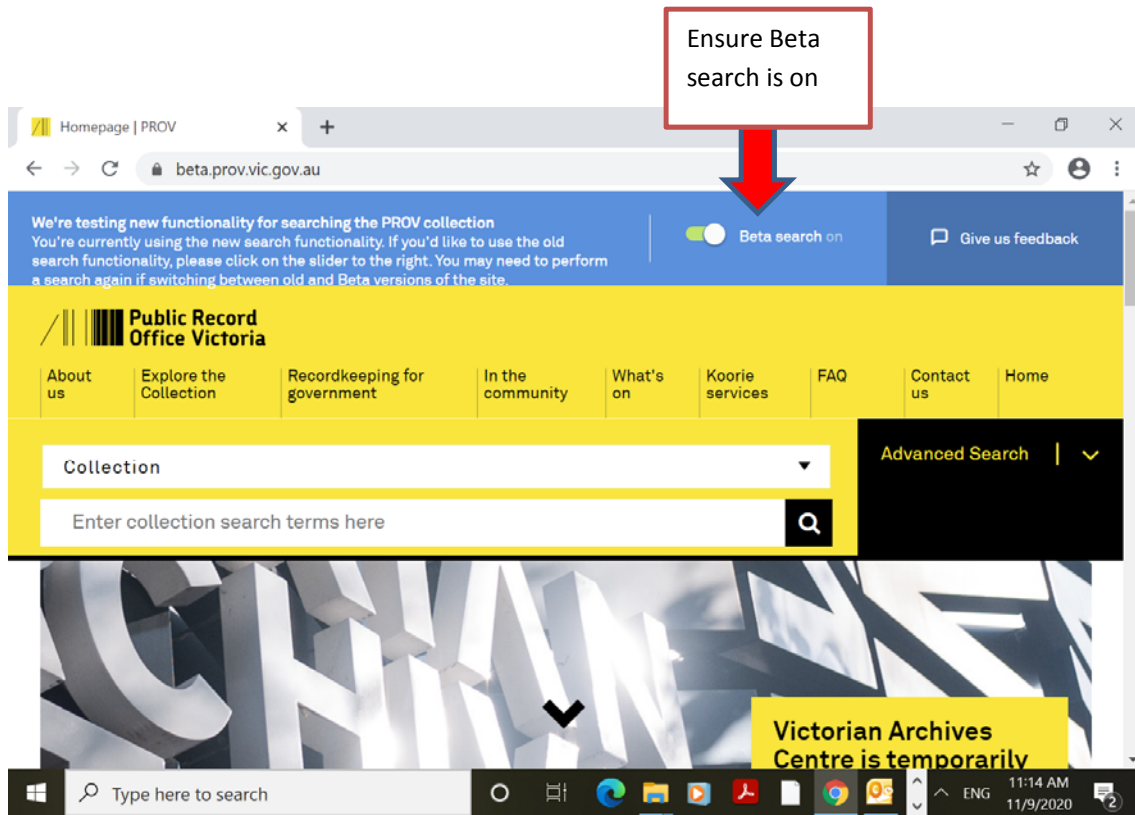 Ensure Beta
search is on
Homepage | PROV
beta.prov.vic.gov.au
We're testing new functionality for searching the PROV collection
You're currently using the new search functionality. If you'd like to use the old
search functionality, please click on the slider to the right. You may need to perform
a search again if switching between old and Beta versions of the site.
Beta search on
Give us feedback
Public Record
Office Victoria
About
us
Explore the
Collection
Recordkeeping for
government
In the
community
What's
on
Koorie
services
FAQ
Contact
us
Home
Collection
Advanced Search
Enter collection search terms here
Victorian Archives
Centre is temporarily
Type here to search
ENG
11:14 AM
11/9/2020
2